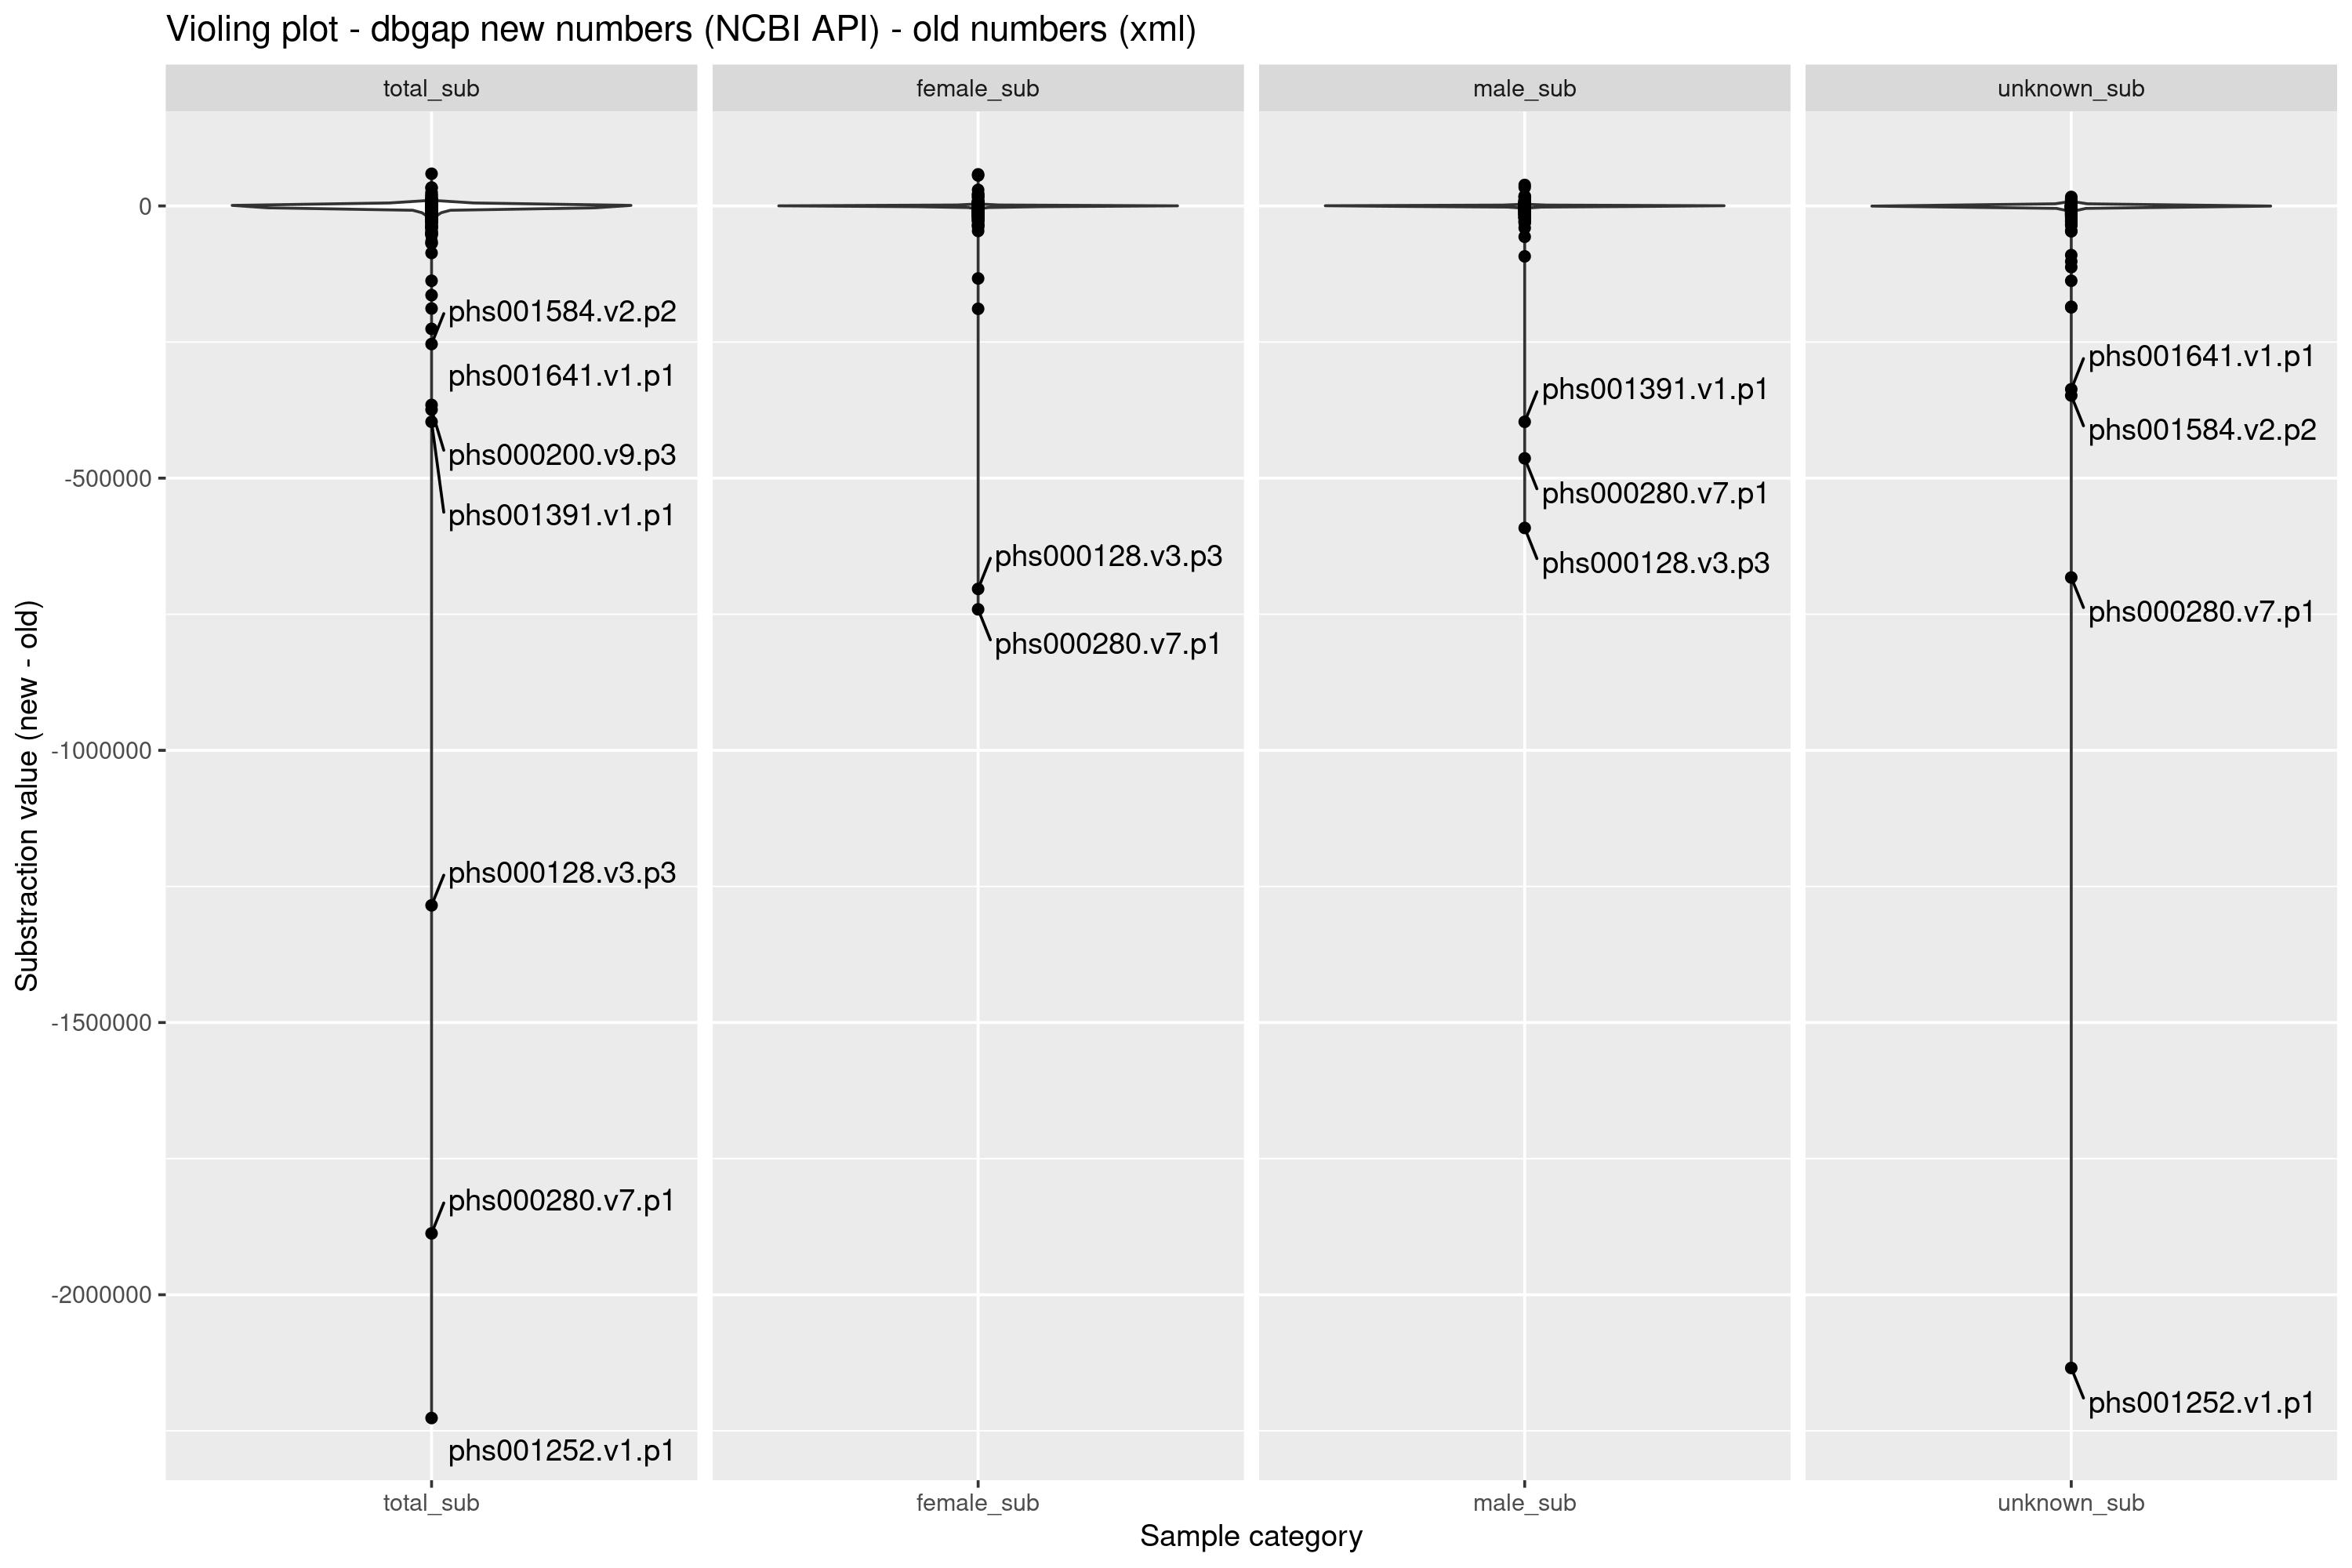 Violing plot - dbgap new numbers (NCBI API) - old numbers (xml)
total_sub
female_sub
male_sub
unknown_sub
Substraction value (new - old)
0
-500000
-1000000
-1500000
-2000000
phs001584.v2.p2
phs001641.v1.p1
phs000200.v9.p3
phs001391.v1.p1
phs000128.v3.p3
phs000280.v7.p1
phs001252.v1.p1
phs000128.v3.p3
phs000280.v7.p1
phs001391.v1.p1
phs000280.v7.p1
phs000128.v3.p3
phs001641.v1.p1
phs001584.v2.p2
phs000280.v7.p1
phs001252.v1.p1
total_sub
female_sub
male_sub
unknown_sub
Sample category